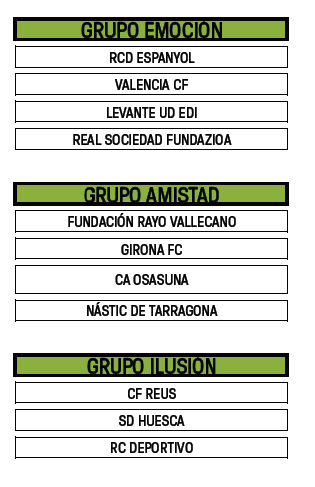 GRUPO EMOCIÓN
RCD ESPANYOL
VALENCIA CF
LEVANTE UD EDI
REAL SOCIEDAD FUNDAZIOA
GRUPO AMISTAD
FUNDACIÓN RAYO VALLECANO
GIRONA FC
CA OSASUNA
NÁSTIC DE TARRAGONA
GRUPO ILUSIÓN
CF REUS
SD HUESCA
RC DEPORTIVO